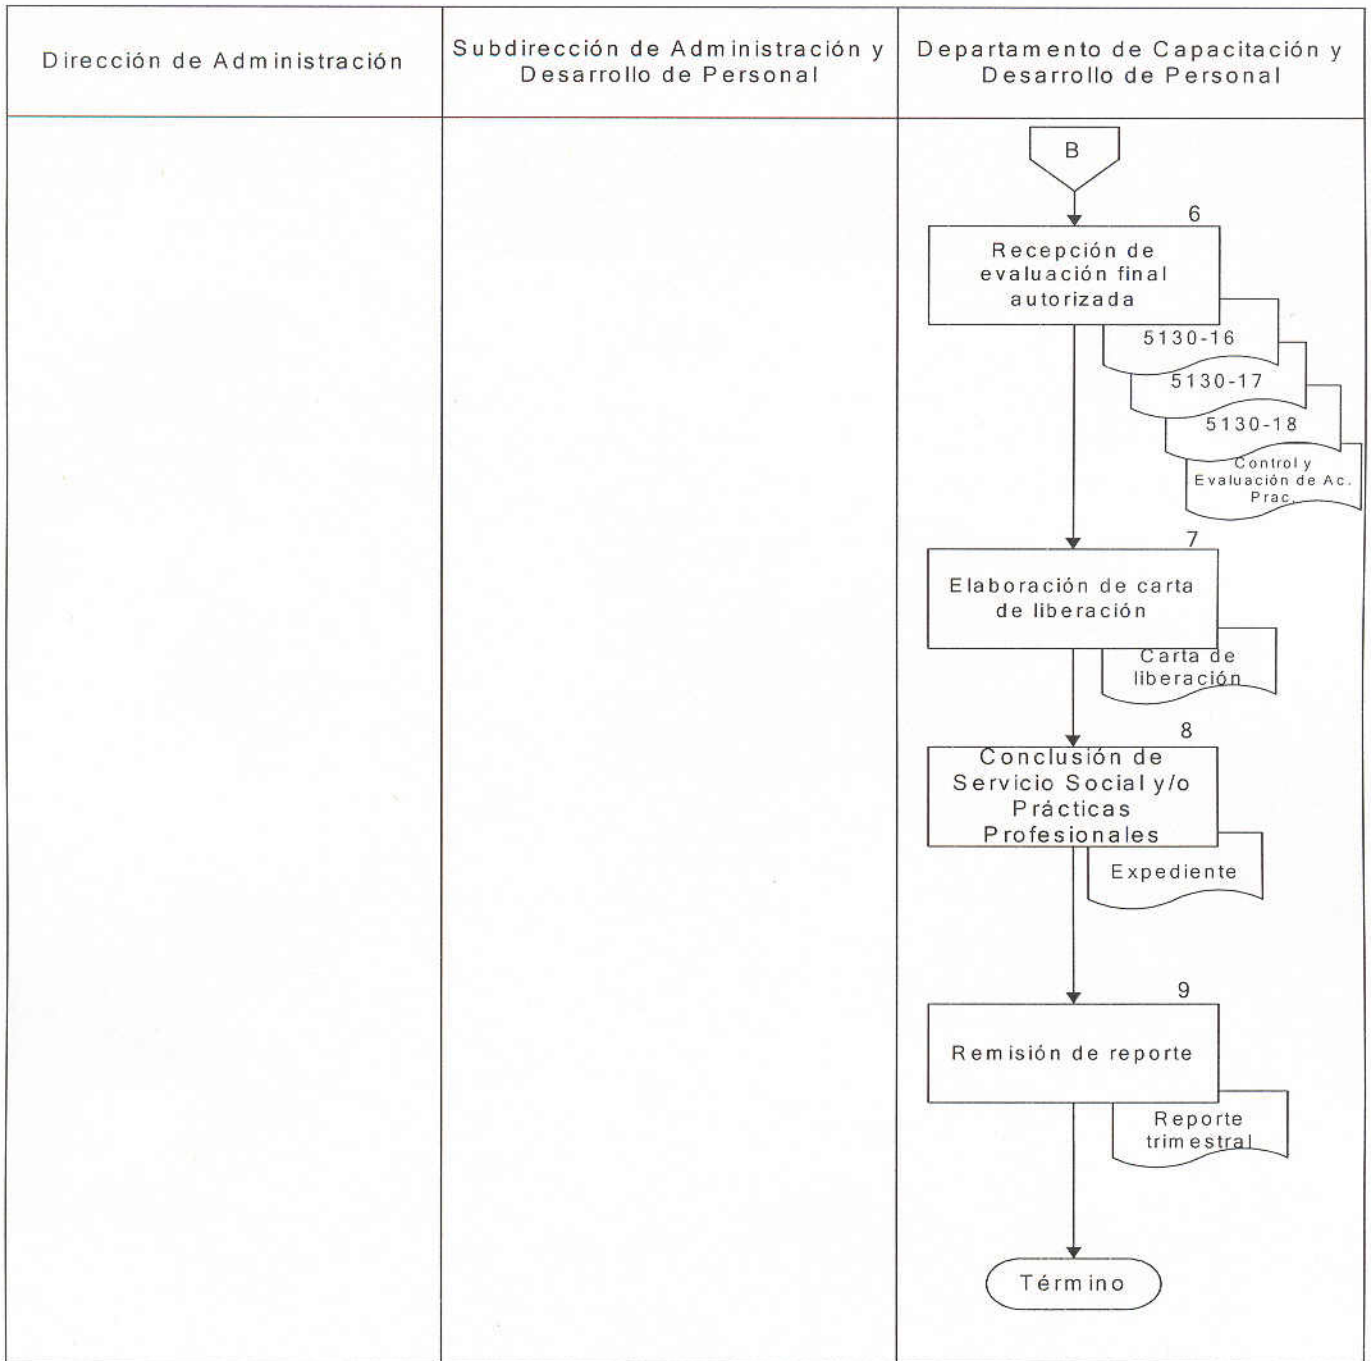 Dirección de Administración
Subdirección de Administración y
Desarrollo de Personal
Departamento de Capacitación y
Desarrollo de Personal
B
6
Recepción de
evaluación final
autorizada
5130-16
5130-17
5130-18
Control y
Evaluación de Ac.
Prac.
7
Elaboración de carta
de liberación
Carta de
liberación
8
Conclusión de
Servicio Social y/o
Prácticas
Profesionales
Expediente
9
Remisión de reporte
Reporte
trimestral
Término